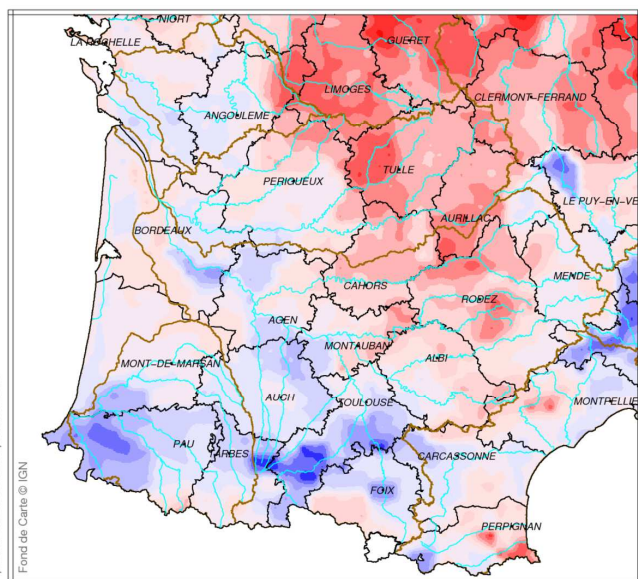 NIORT
LA ROCHELLE
GUERET
LIMOGES
CLERMONT-FERRAND
ANGOULEME
TULLE
PERIGUEUX
LE PUY-EN-VE
AURILLAC
BORDEAUX
MENDE
CAHORS
RODEZ
AGEN
MONTAUBAN
ALBI
MONT-DE-MARSAN
AUCH
TOULOUSE
MONTPELLIE
PAU
TARBES
CARCASSONNE
FOIX
PERPIGNAN
Fond de Carte © IGN